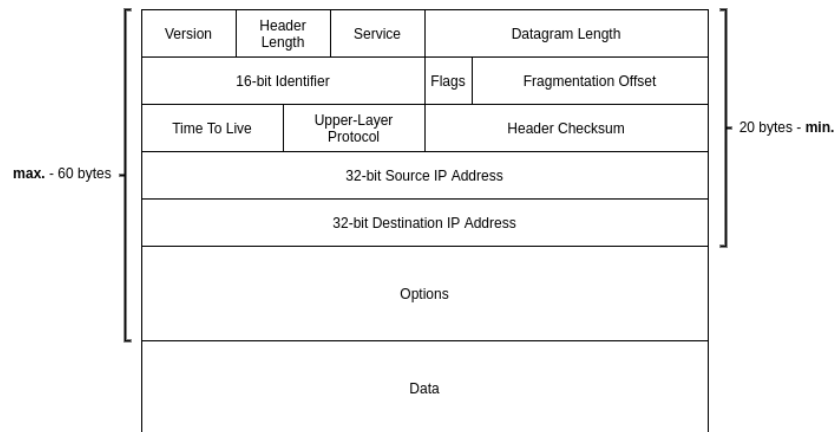 Version
Header
Length
Service
Datagram Length
16-bit Identifier
Flags
Fragmentation Offset
Time To Live
Upper-Layer
Protocol
Header Checksum
20 bytes - min.
max. - 60 bytes
32-bit Source IP Address
32-bit Destination IP Address
Options
Data